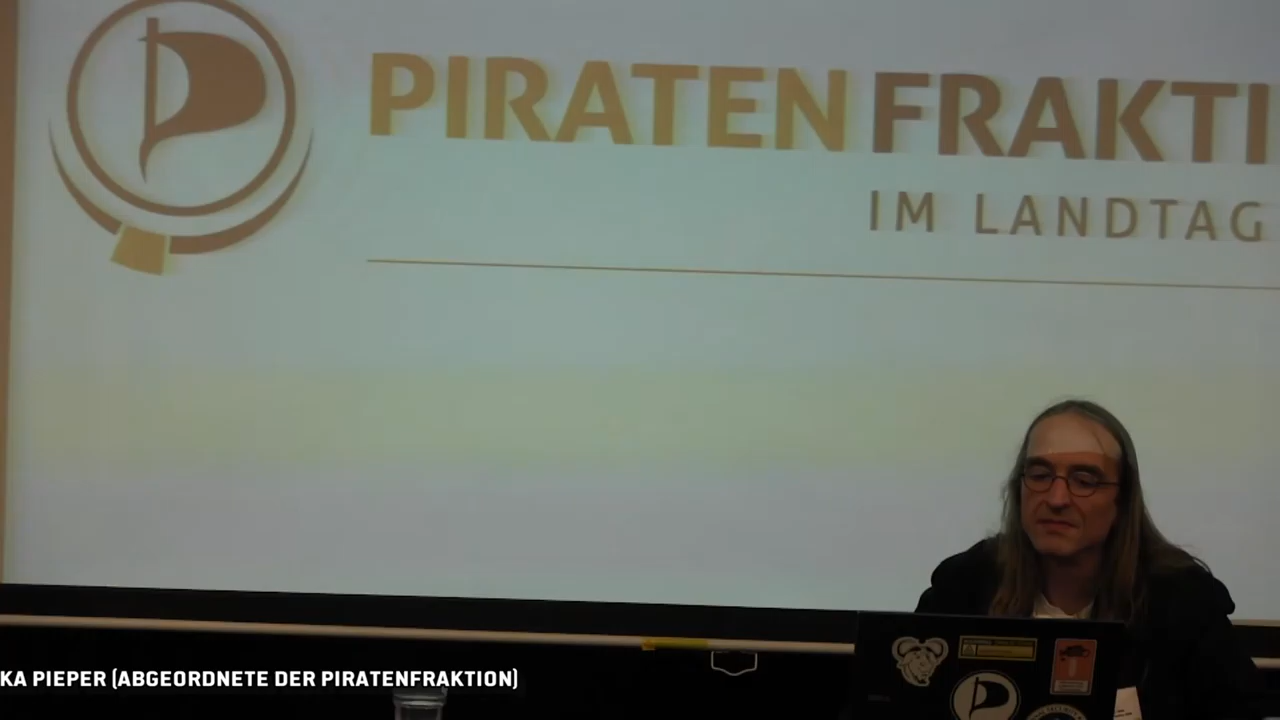 PIRATENFRAKTI
IM LANDTAG
KA PIEPER (ABGEORDNETE DER PIRATENFRAKTION)